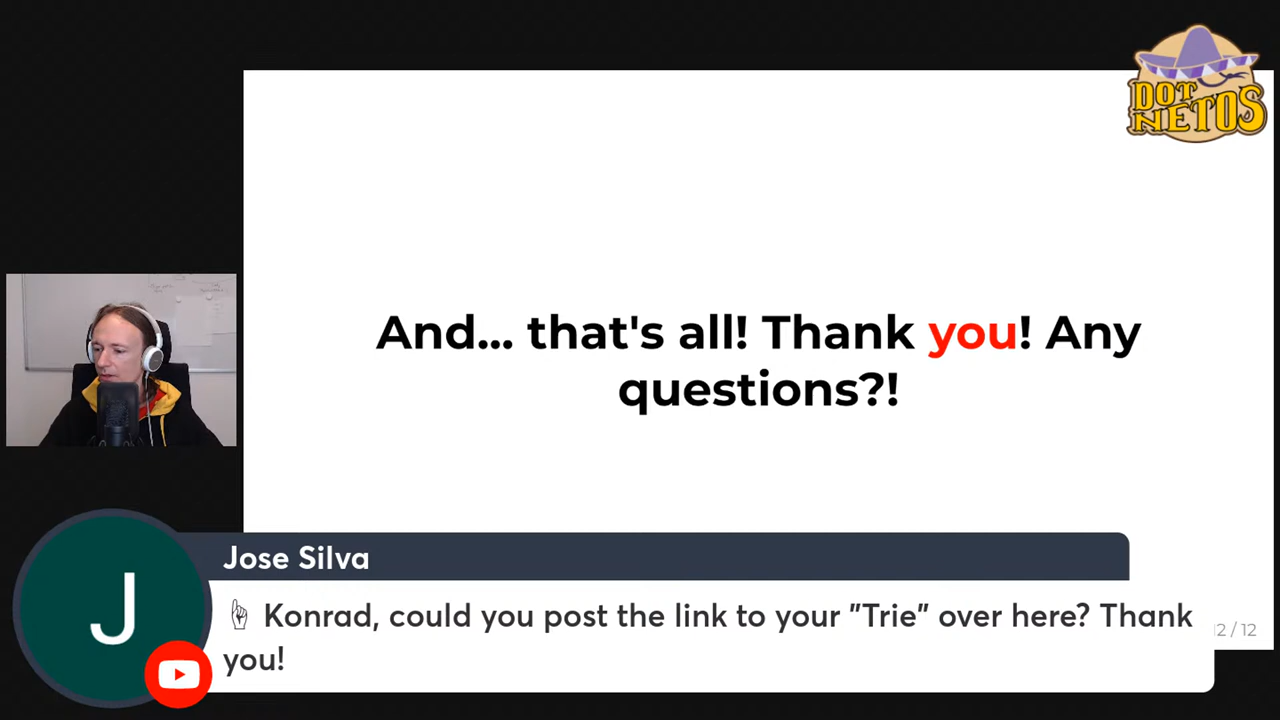 DOT
NETOS
And... that's all! Thank you! Any
questions?!
12 / 12
J
Jose Silva
☝ Konrad, could you post the link to your "Trie" over here? Thank
you!